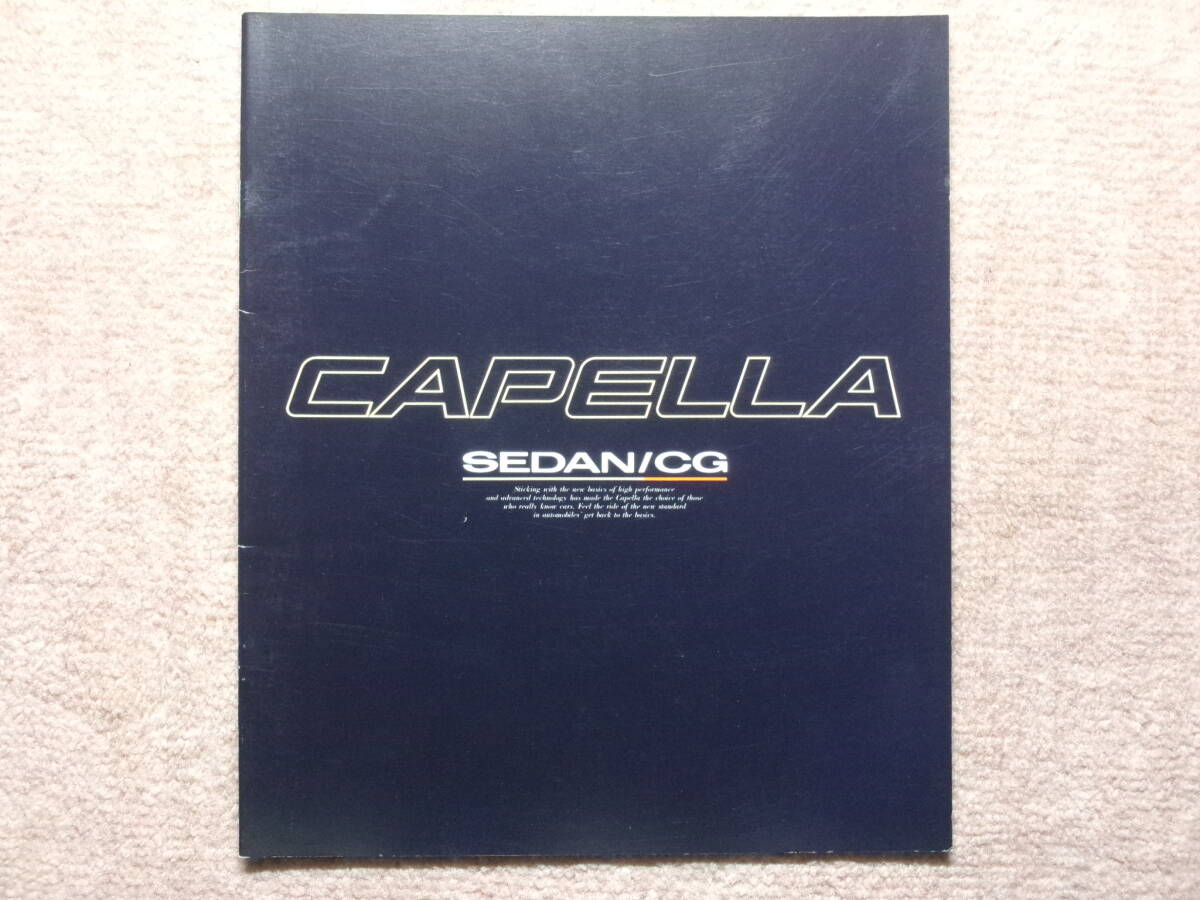 CAPELLA
SEDAN/CG
Sticking with the new basics of high performance
and advanced technology has made the Capella the choice of those
who really know cars. Feel the ride of the new standard
in automobiles' get back to the basics.